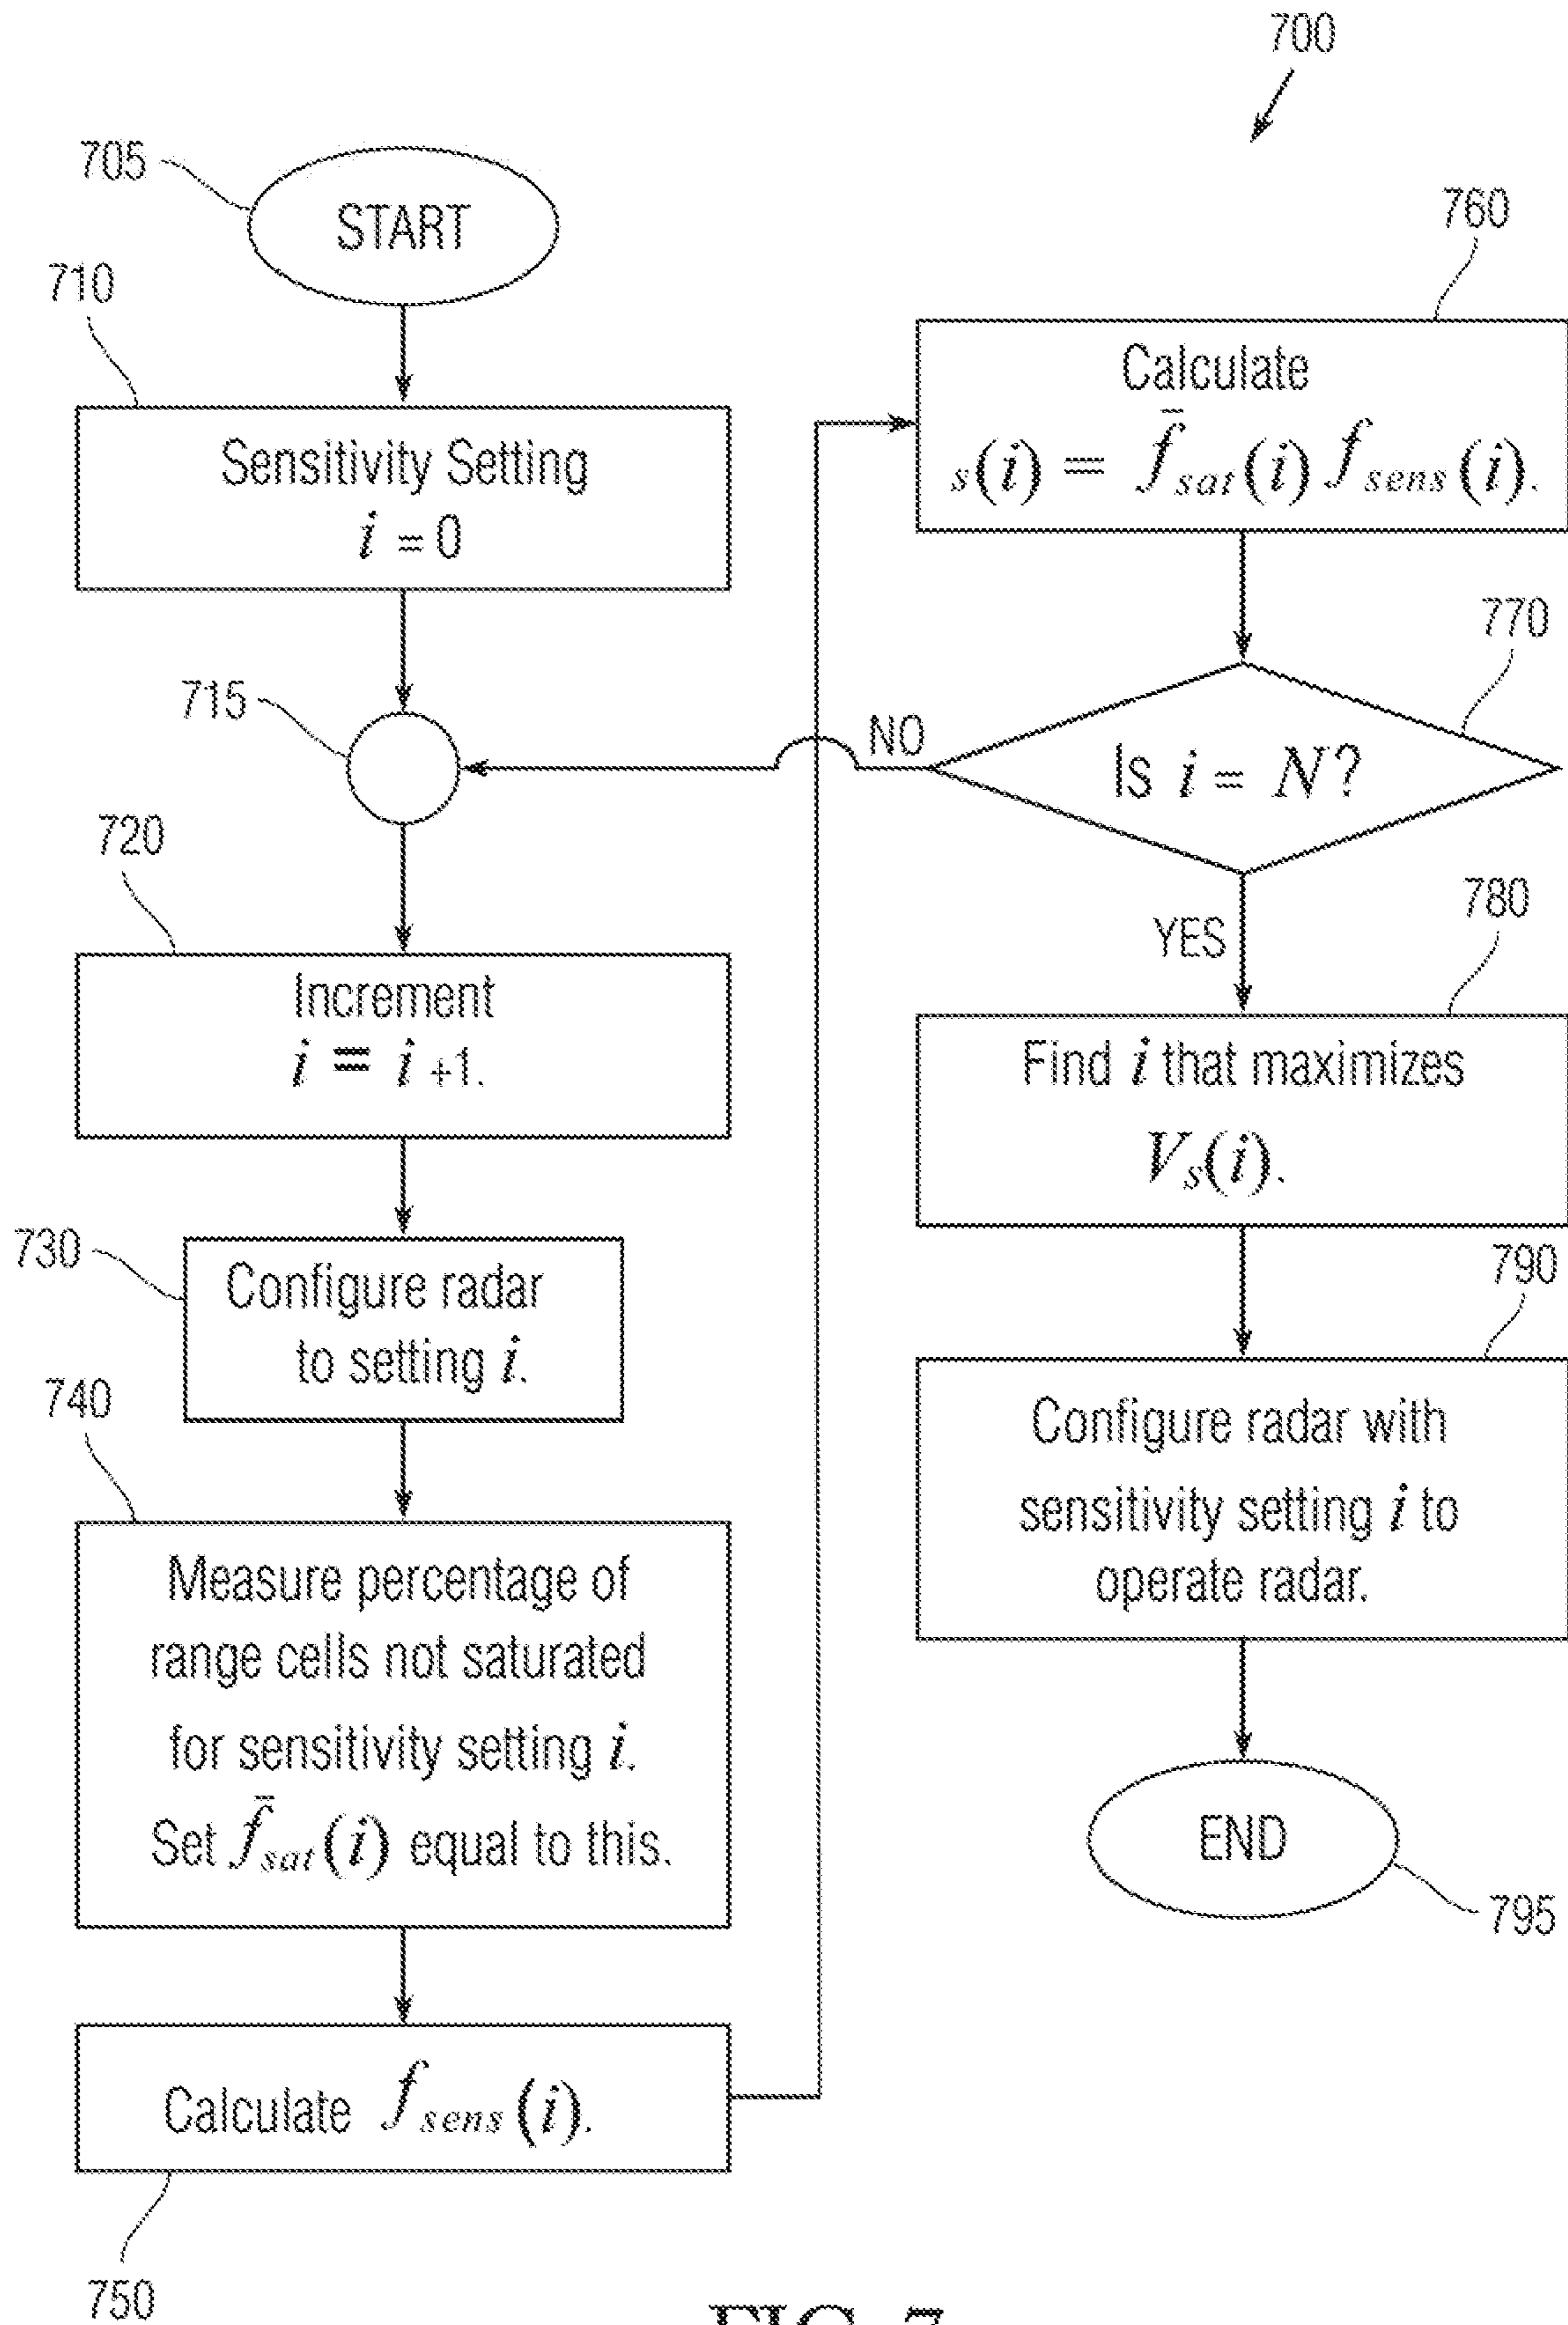 700
705
START
710
Sensitivity Setting
i = 0
715
720
Increment
i = i +1.
730
Configure radar
to setting i.
740
Measure percentage of
range cells not saturated
for sensitivity setting i.
Set f̄sat(i) equal to this.
Calculate fsens(i).
750
760
Calculate
s(i) = f̄sat(i) fsens(i).
770
NO
Is i = N?
YES
780
Find i that maximizes
Vs(i).
790
Configure radar with
sensitivity setting i to
operate radar.
END
795
FIG. 7